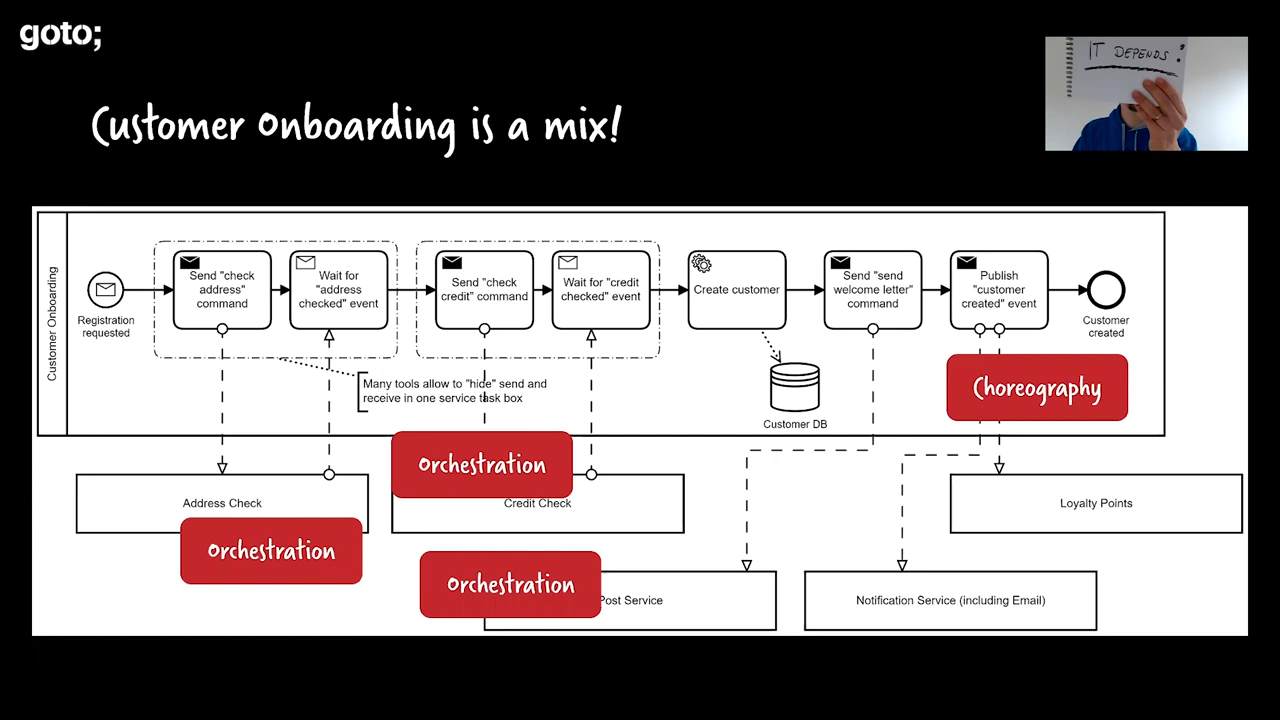 goto;
IT DEPENDS:
Customer Onboarding is a mix!
Customer Onboarding
Registration
requested
Send "check
address"
command
Wait for
"address
checked" event
Send "check
credit" command
Wait for "credit
checked" event
Create customer
Send "send
welcome letter"
command
Publish
"customer
created" event
Customer
created
Many tools allow to "hide" send and
receive in one service task box
Customer DB
Choreography
Orchestration
Address Check
Credit Check
Loyalty Points
Orchestration
Orchestration
Post Service
Notification Service (including Email)